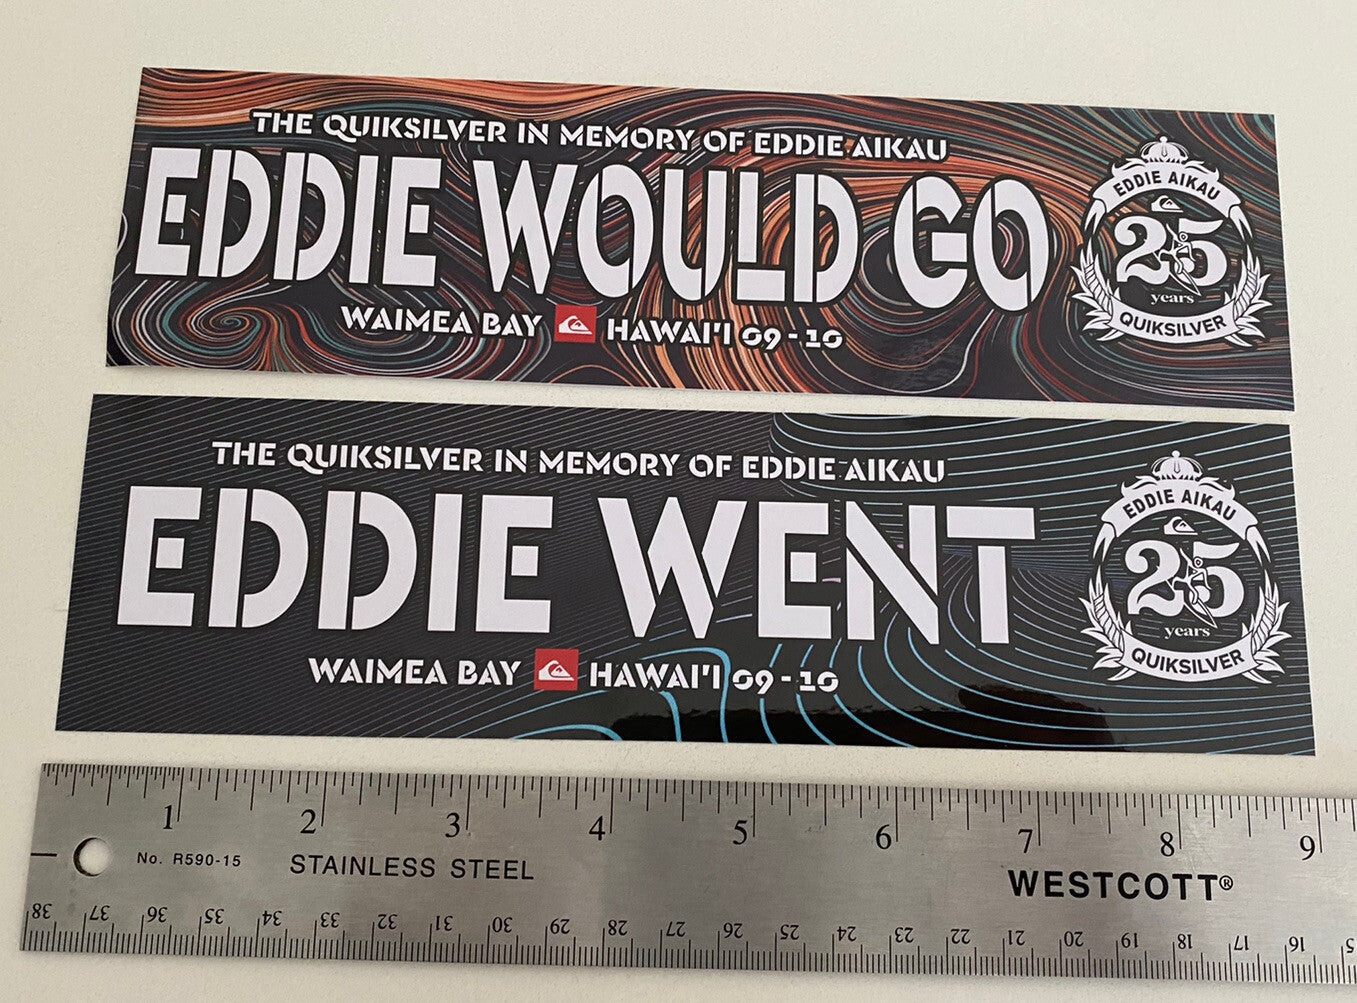 THE QUIKSILVER IN MEMORY OF EDDIE AIKAU
EDDIE WOULD GO
WAIMEA BAY HAWAI'I 09-10
EDDIE AIKAU
25
years
QUIKSILVER
THE QUIKSILVER IN MEMORY OF EDDIE AIKAU
EDDIE WENT
WAIMEA BAY HAWAI'I 09-10
EDDIE AIKAU
25
years
QUIKSILVER
1 2 3 4 5 6 7 8 9
No. R590-15 STAINLESS STEEL WESTCOTT®
38 37 36 35 34 33 32 31 30 29 28 27 26 25 24 23 22 21 20 19 18 17 16